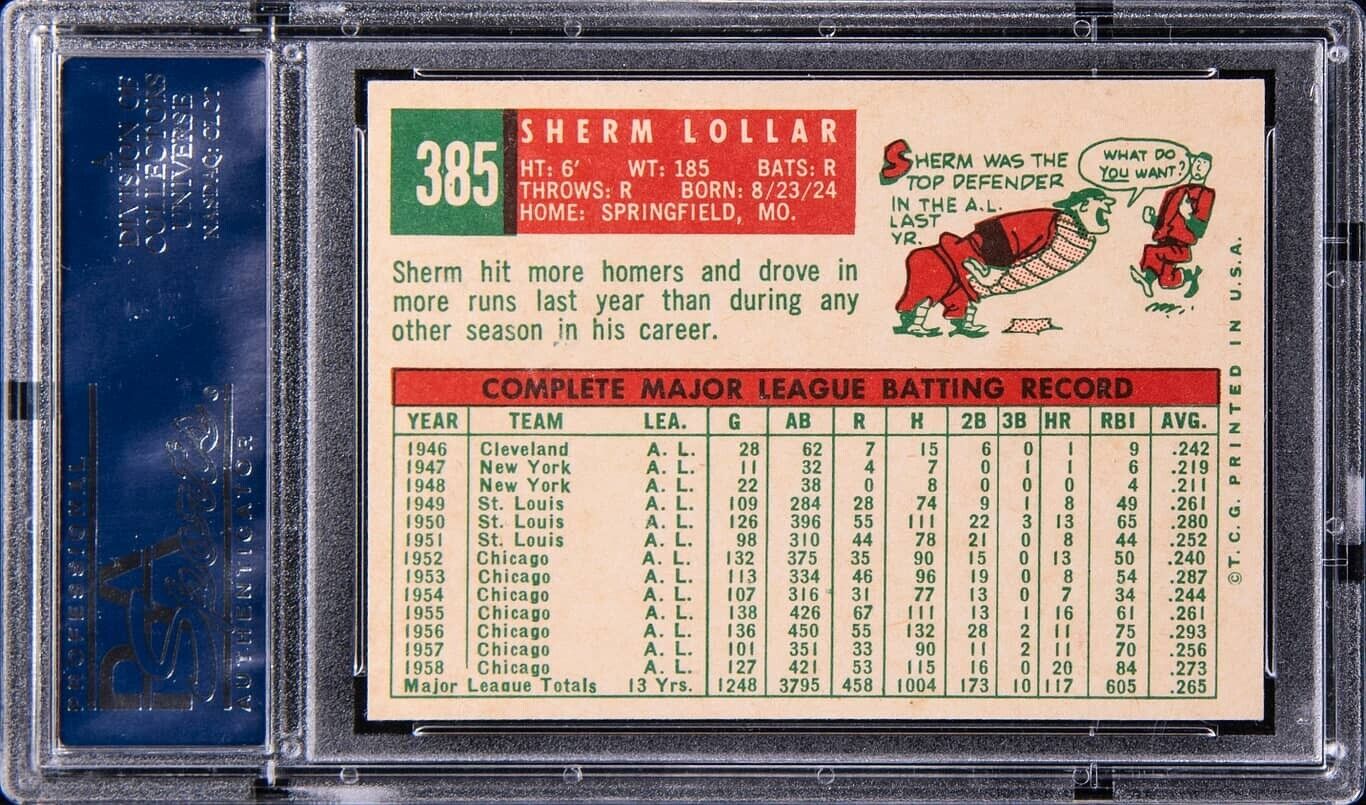 DIVISION OF
COLLECTORS
UNIVERSE
NASDAQ: CLCT
PROFESSIONAL
PSA
Sports
AUTHENTICATOR
385
SHERM LOLLAR
HT: 6' WT: 185 BATS: R
THROWS: R BORN: 8/23/24
HOME: SPRINGFIELD, MO.
SHERM WAS THE
TOP DEFENDER
IN THE A.L.
LAST
YR.
WHAT DO
YOU WANT?
Sherm hit more homers and drove in
more runs last year than during any
other season in his career.
COMPLETE MAJOR LEAGUE BATTING RECORD
YEAR TEAM LEA. G AB R H 2B 3B HR RBI AVG.
1946 Cleveland A. L. 28 62 7 15 6 0 1 9 .242
1947 New York A. L. 11 32 4 7 0 1 1 6 .219
1948 New York A. L. 22 38 0 8 0 0 0 4 .211
1949 St. Louis A. L. 109 284 28 74 9 1 8 49 .261
1950 St. Louis A. L. 126 396 55 111 22 3 13 65 .280
1951 St. Louis A. L. 98 310 44 78 21 0 8 44 .252
1952 Chicago A. L. 132 375 35 90 15 0 13 50 .240
1953 Chicago A. L. 113 334 46 96 19 0 8 54 .287
1954 Chicago A. L. 107 316 31 77 13 0 7 34 .244
1955 Chicago A. L. 138 426 67 111 13 1 16 61 .261
1956 Chicago A. L. 136 450 55 132 28 2 11 75 .293
1957 Chicago A. L. 101 351 33 90 11 2 11 70 .256
1958 Chicago A. L. 127 421 53 115 16 0 20 84 .273
Major League Totals 13 Yrs. 1248 3795 458 1004 173 10 117 605 .265
©T.C.G. PRINTED IN U.S.A.